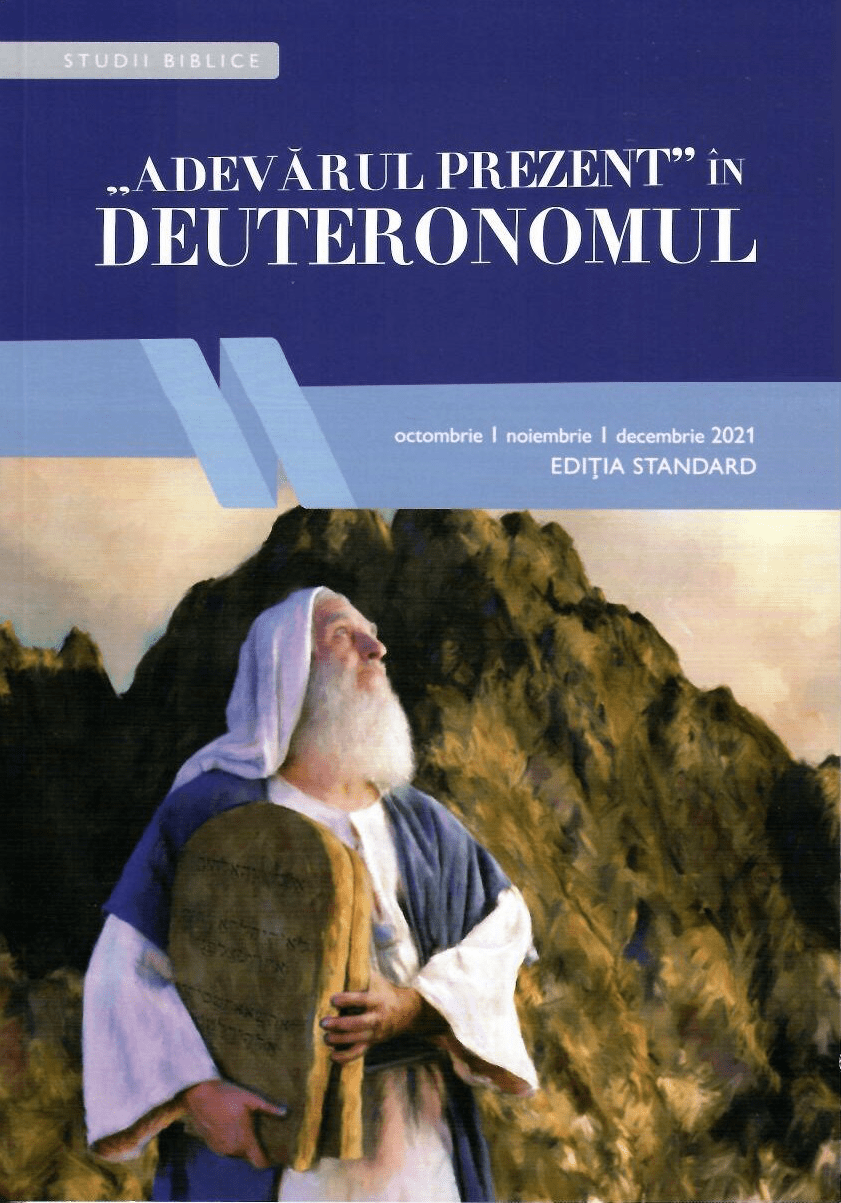 STUDII BIBLICE
„ADEVĂRUL PREZENT” ÎN
DEUTERONOMUL
octombrie | noiembrie | decembrie 2021
EDIȚIA STANDARD